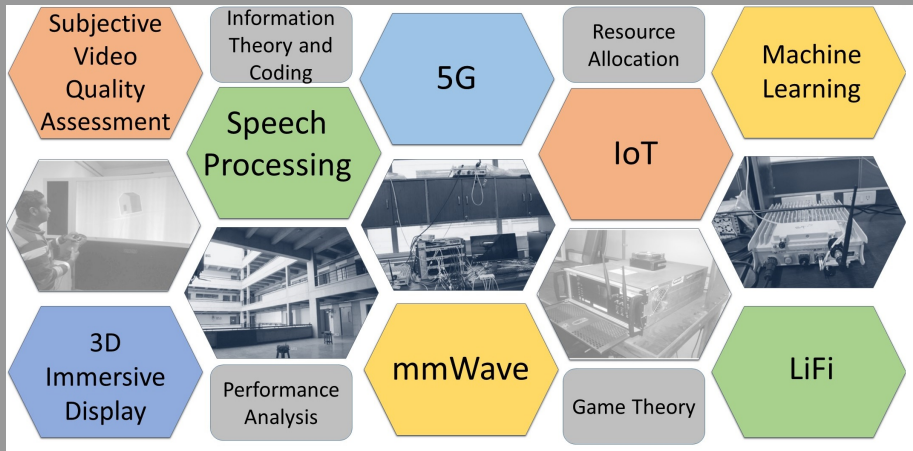 Subjective
Video
Quality
Assessment
Information
Theory and
Coding
5G
Resource
Allocation
Machine
Learning
Speech
Processing
IoT
3D
Immersive
Display
Performance
Analysis
mmWave
Game Theory
LiFi